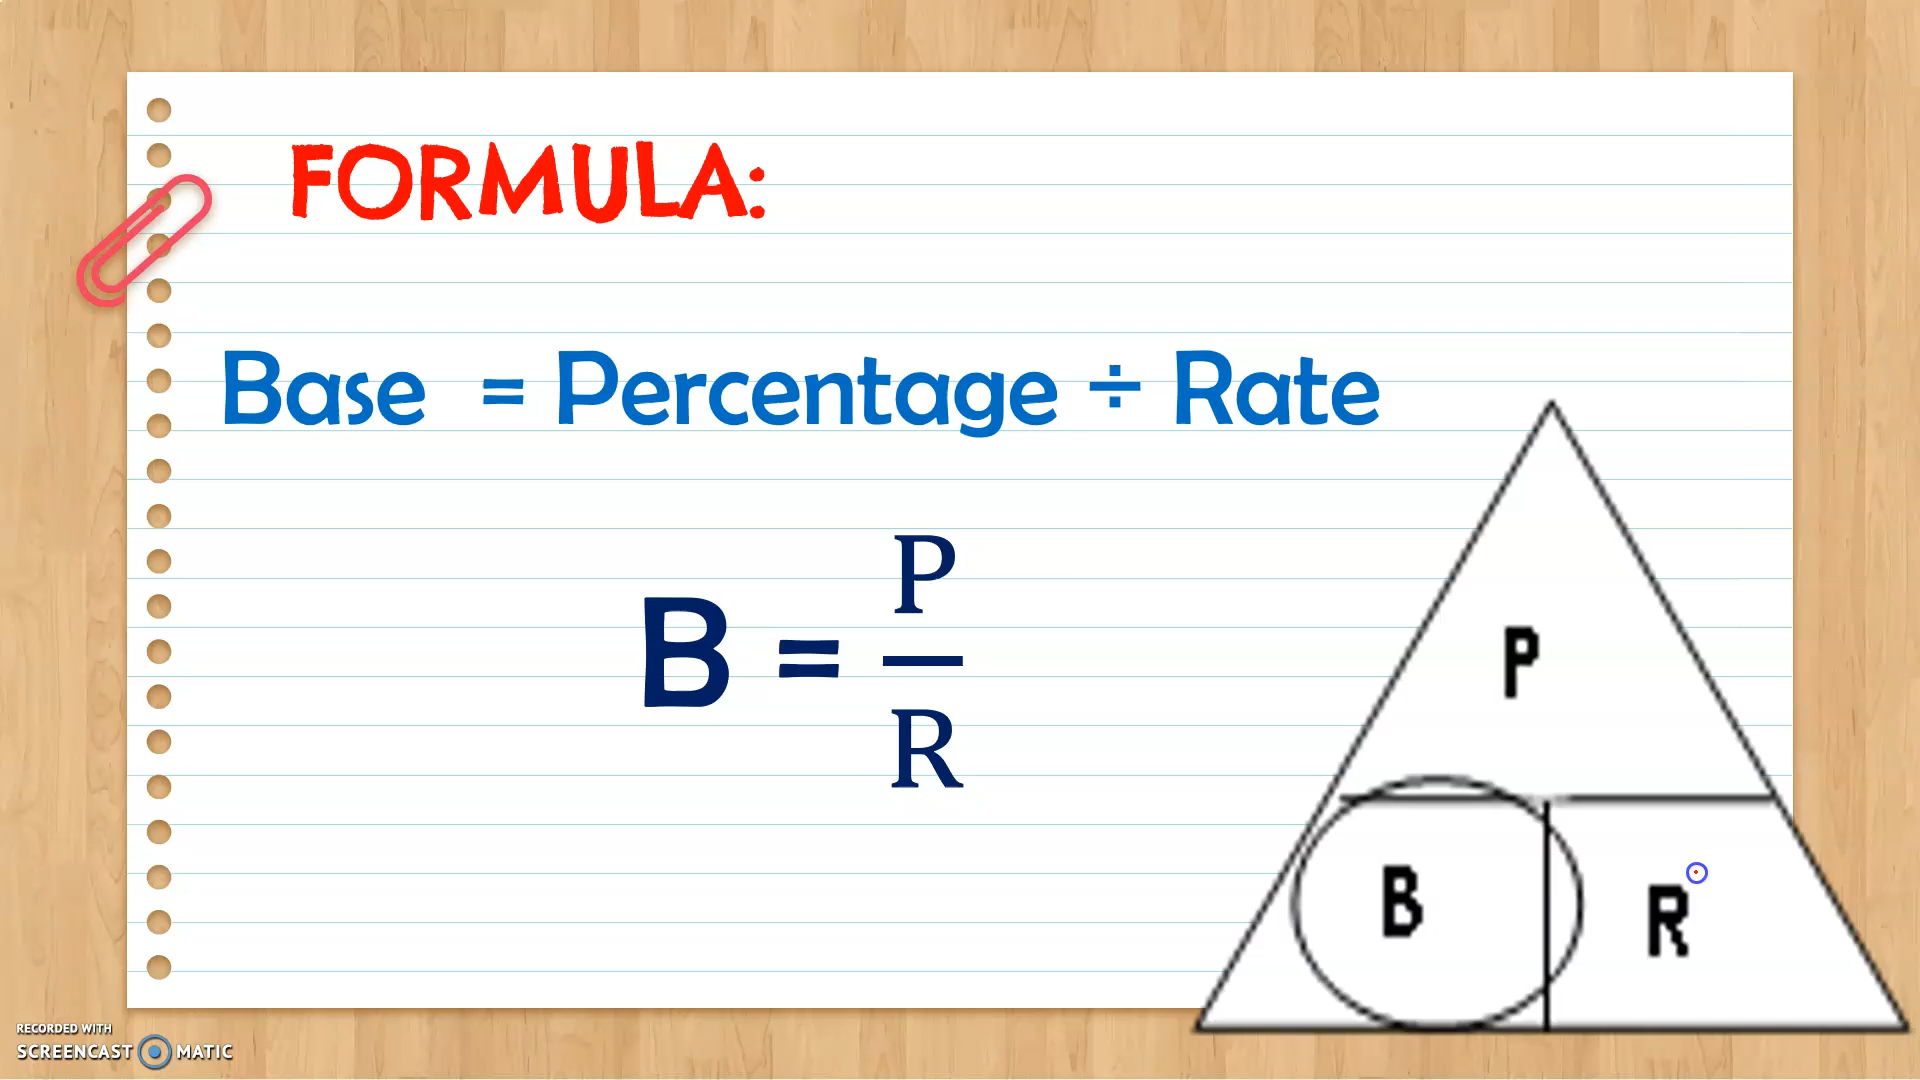 FORMULA:
Base = Percentage ÷ Rate
B = P/R
P
B R
RECORDED WITH
SCREENCAST MATIC